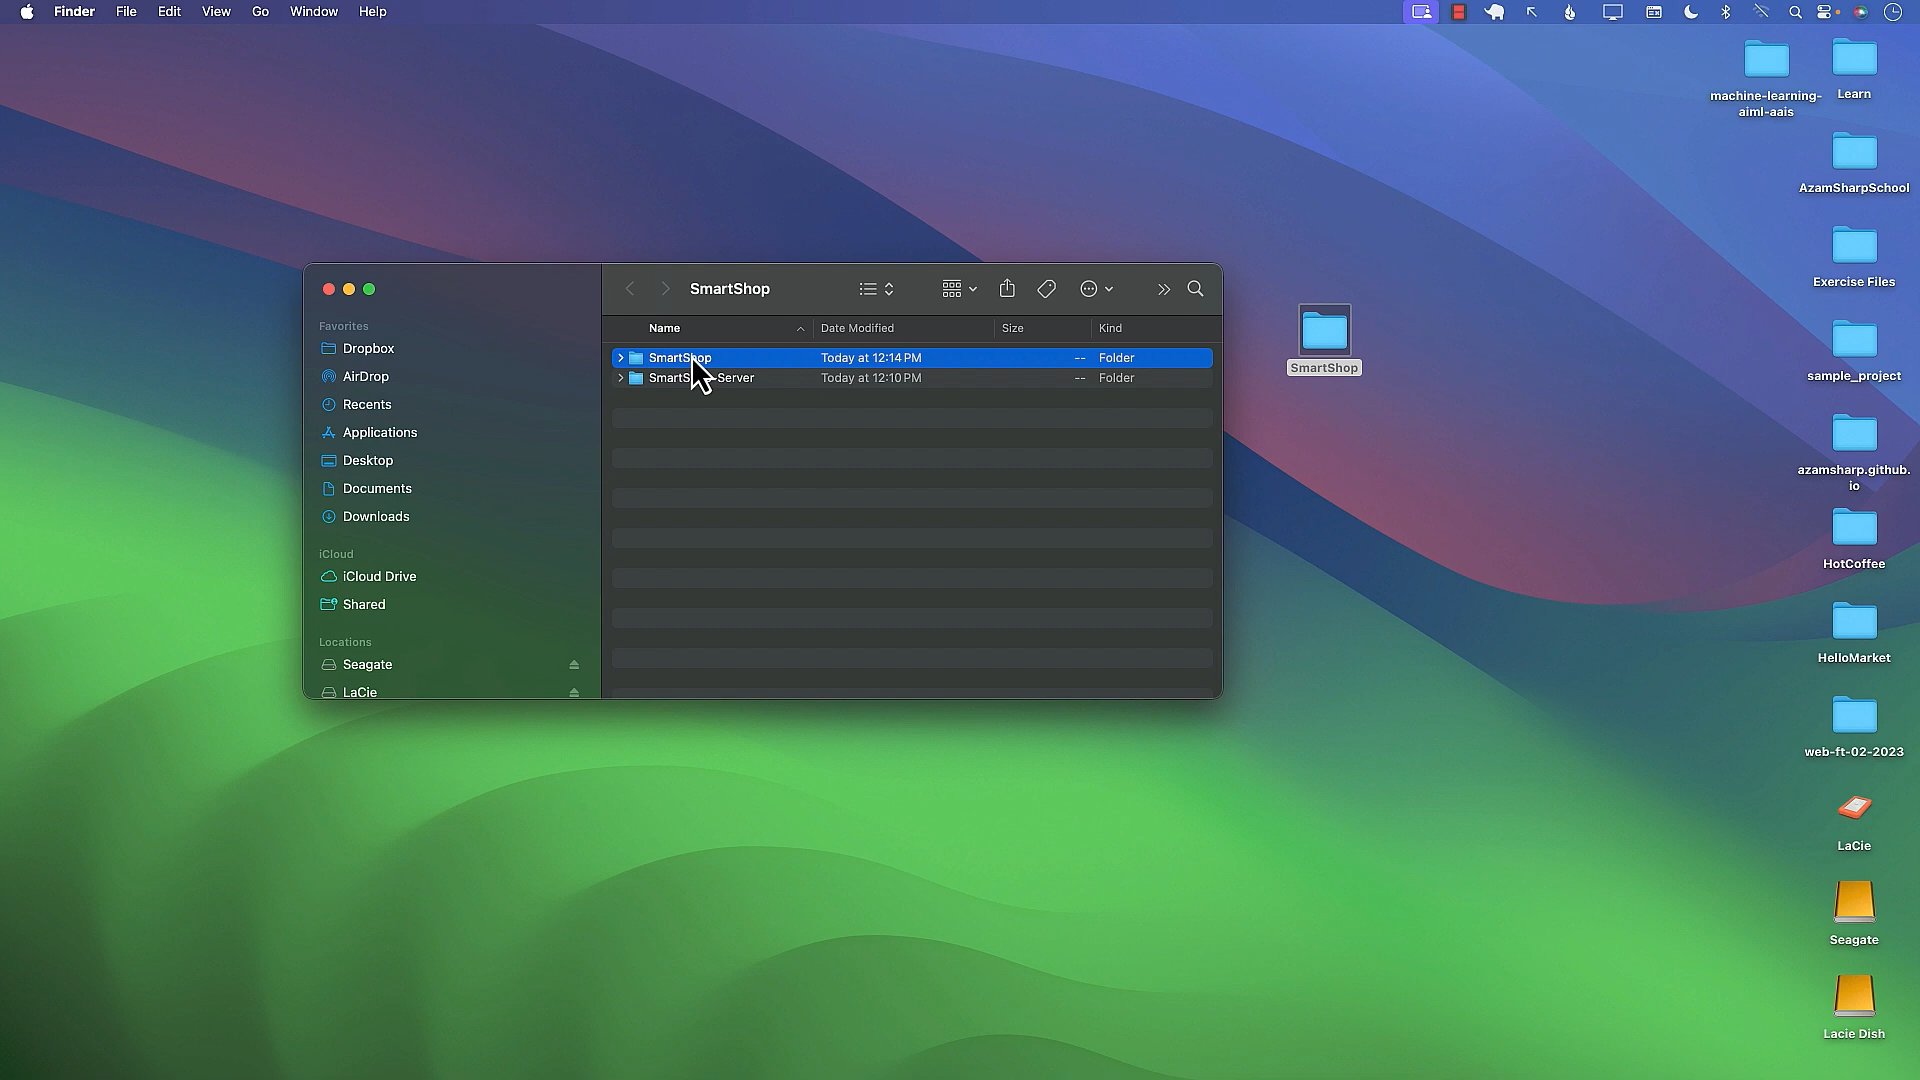 Finder File Edit View Go Window Help
SmartShop
Favorites
Dropbox
AirDrop
Recents
Applications
Desktop
Documents
Downloads
iCloud
iCloud Drive
Shared
Locations
Seagate
LaCie
Name Date Modified Size Kind
SmartShop Today at 12:14 PM -- Folder
Server Today at 12:10 PM -- Folder
SmartShop
machine-learning-
aiml-aais
Learn
AzamSharpSchool
Exercise Files
sample_project
azamsharp.github.
io
HotCoffee
HelloMarket
web-ft-02-2023
LaCie
Seagate
Lacie Dish